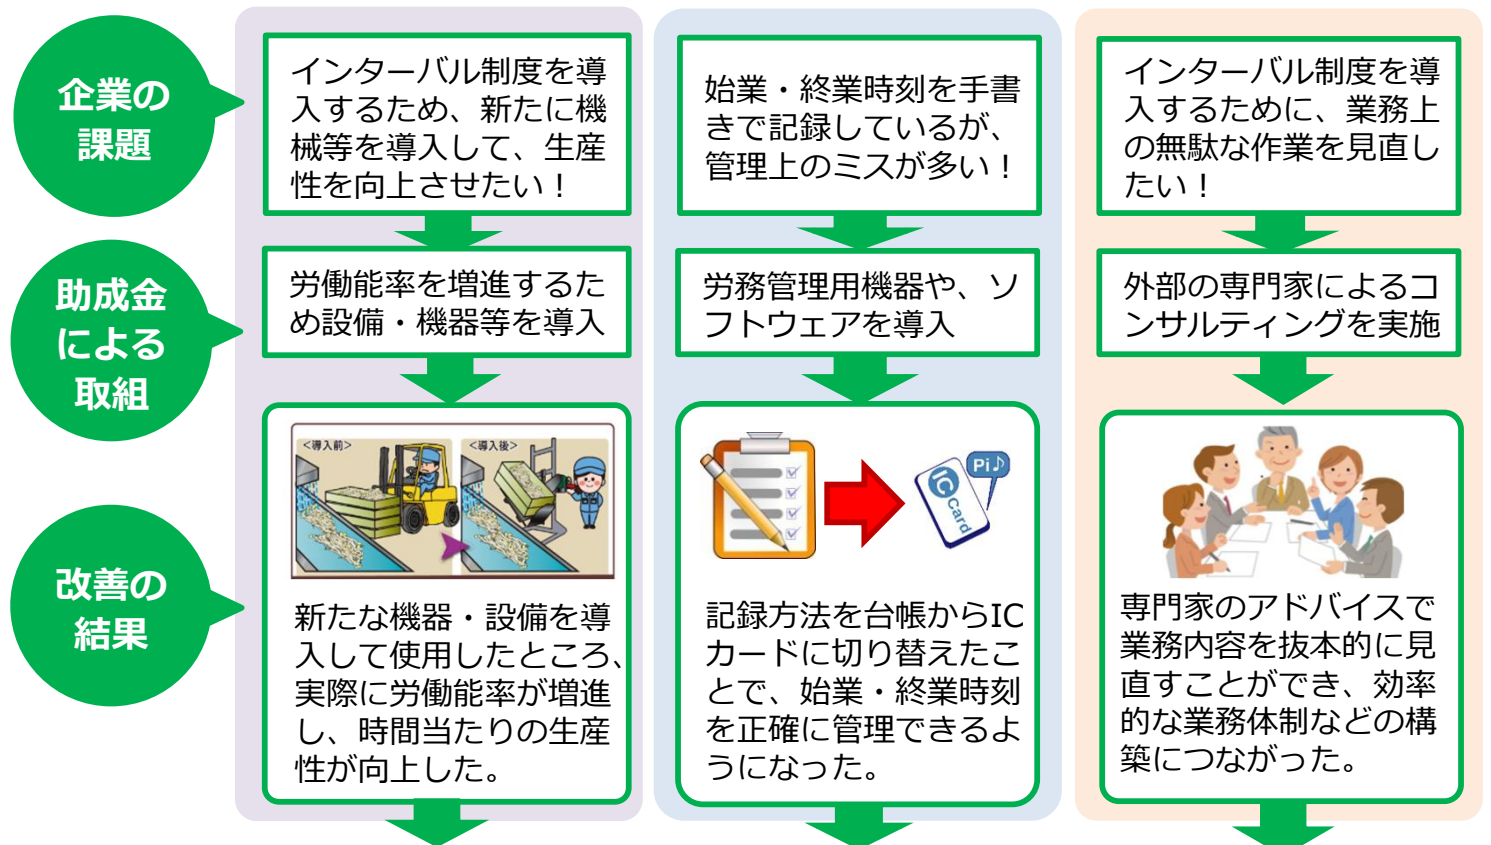 企業の
課題
インターバル制度を導
入するため、新たに機
械等を導入して、生産
性を向上させたい！
始業・終業時刻を手書
きで記録しているが、
管理上のミスが多い！
インターバル制度を導
入するために、業務上
の無駄な作業を見直し
たい！
助成金
による
取組
労働能率を増進するた
め設備・機器等を導入
労務管理用機器や、ソ
フトウェアを導入
外部の専門家によるコ
ンサルティングを実施
改善の
結果
<導入前>
<導入後>
新たな機器・設備を導
入して使用したところ、
実際に労働能率が増進
し、時間当たりの生産
性が向上した。
Pi♪
IC
Card
記録方法を台帳からIC
カードに切り替えたこ
とで、始業・終業時刻
を正確に管理できるよ
うになった。
専門家のアドバイスで
業務内容を抜本的に見
直すことができ、効率
的な業務体制などの構
築につながった。